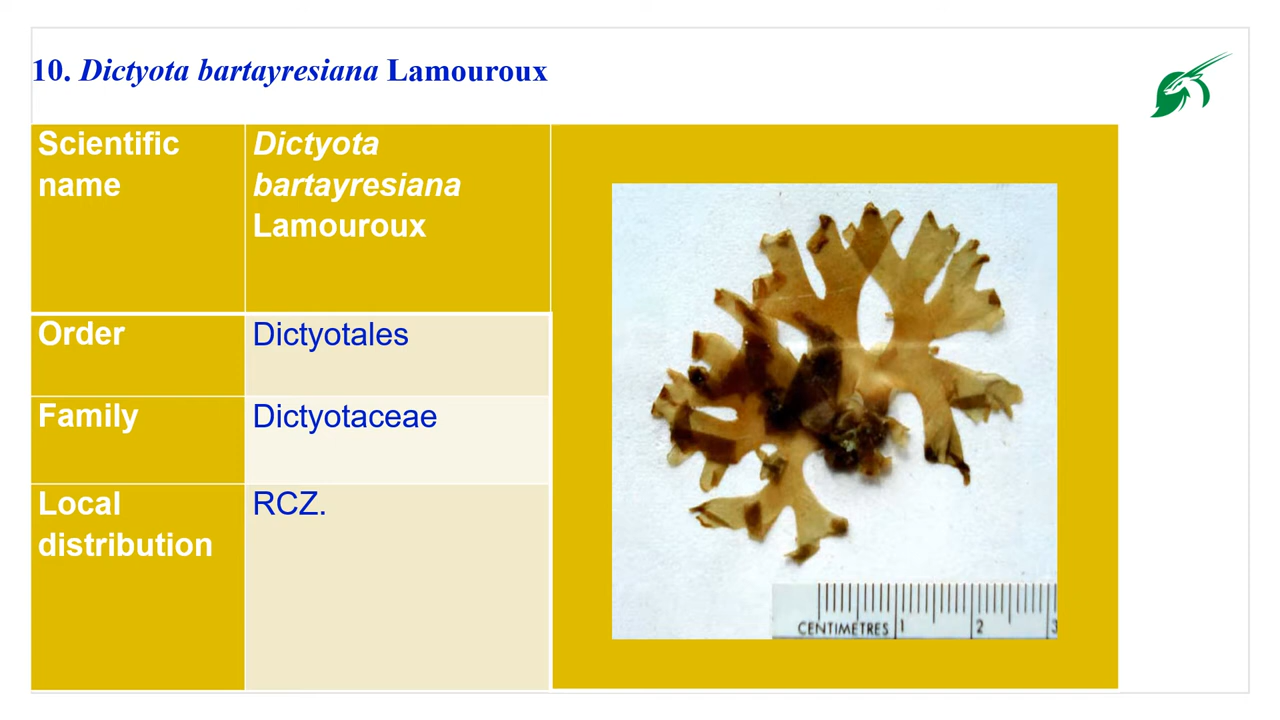 10. Dictyota bartayresiana Lamouroux
Scientific
name
Dictyota
bartayresiana
Lamouroux
Order
Dictyotales
Family
Dictyotaceae
Local
distribution
RCZ.
CENTIMETRES 1 2 3